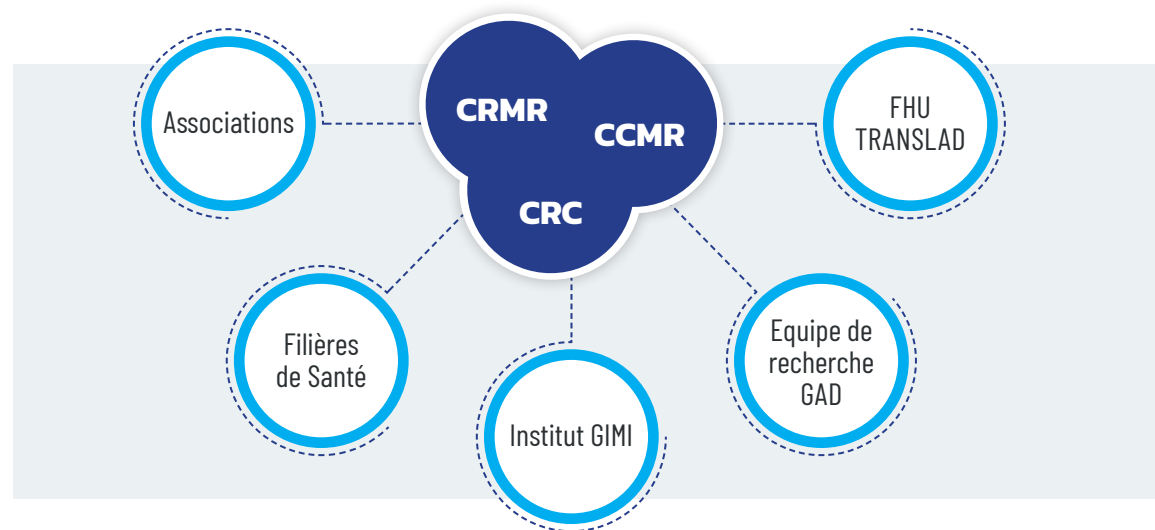 CRMR
CCMR
CRC
Associations
FHU
TRANSLAD
Filières
de Santé
Institut GIMI
Equipe de
recherche
GAD